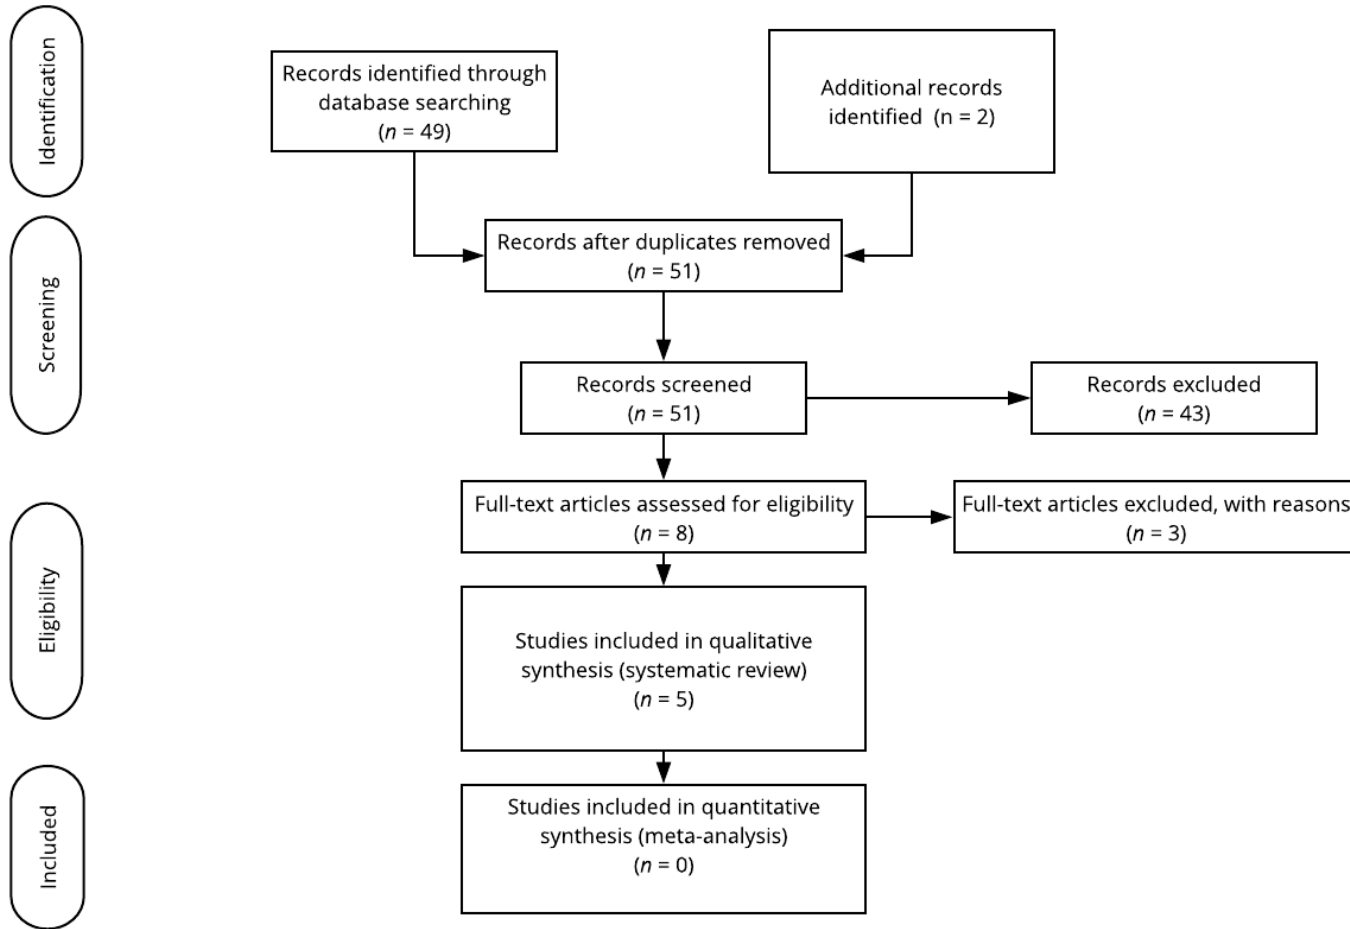 Identification
Records identified through
database searching
(n = 49)
Additional records
identified  (n = 2)
Screening
Records after duplicates removed
(n = 51)
Records screened
(n = 51)
Records excluded
(n = 43)
Eligibility
Full-text articles assessed for eligibility
(n = 8)
Full-text articles excluded, with reasons
(n = 3)
Studies included in qualitative
synthesis (systematic review)
(n = 5)
Included
Studies included in quantitative
synthesis (meta-analysis)
(n = 0)